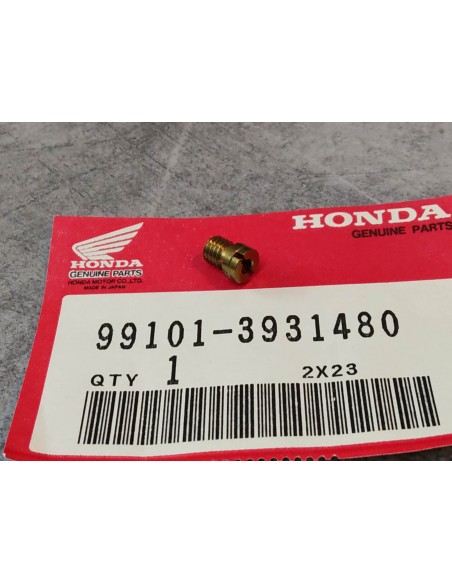 HONDA
GENUINE PARTS
HONDA
GENUINE PARTS
HONDA MOTOR CO.,LTD.
MADE IN JAPAN
99101-3931480
QTY 1 2X23